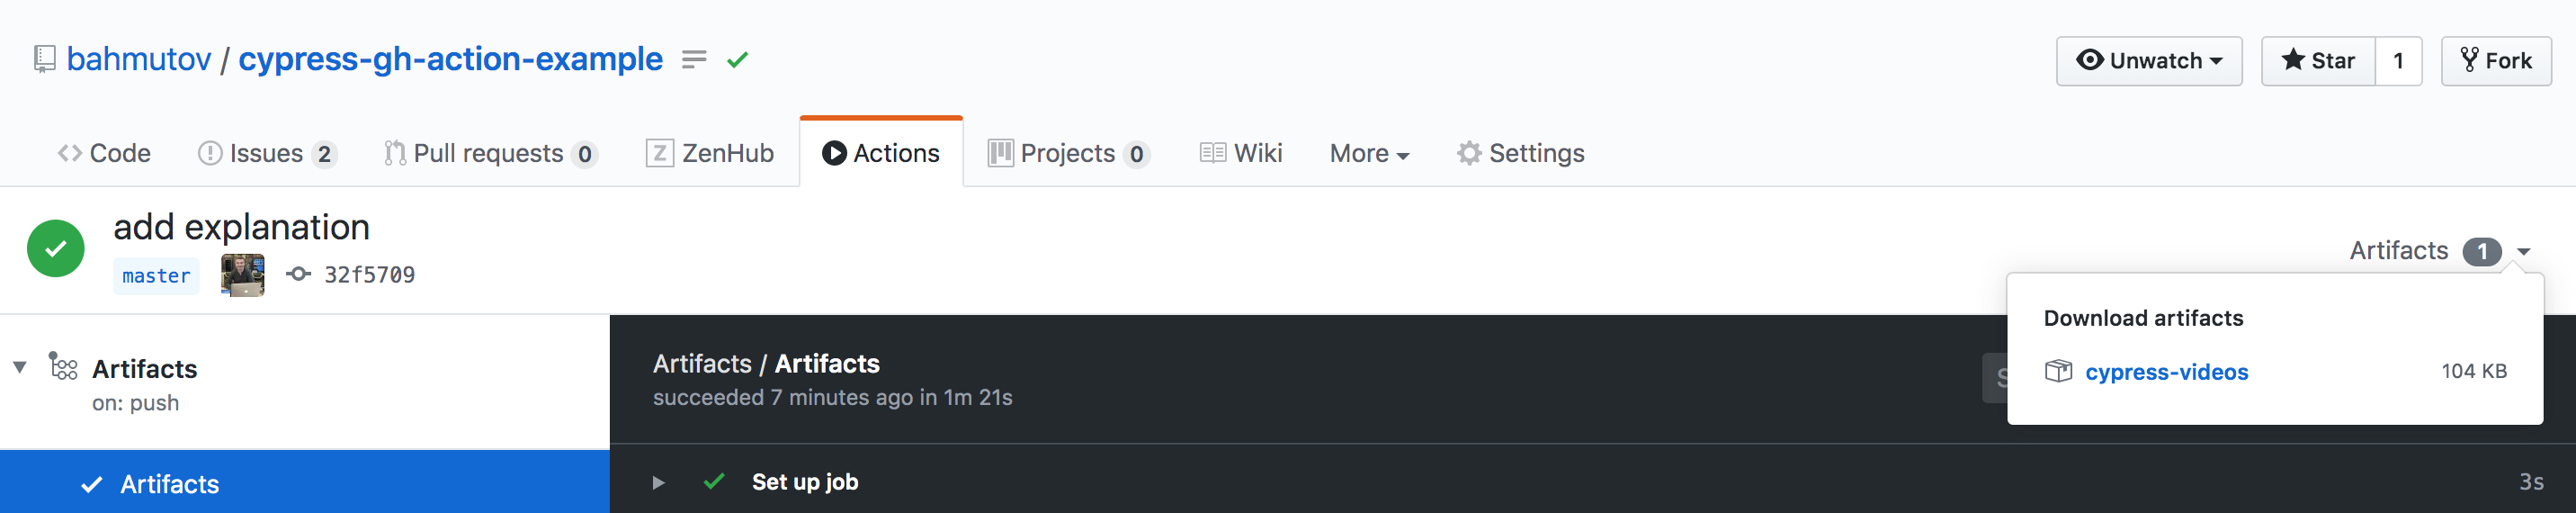 bahmutov / cypress-gh-action-example
Unwatch
Star 1
Fork
Code
Issues 2
Pull requests 0
ZenHub
Actions
Projects 0
Wiki
More
Settings
add explanation
master
32f5709
Artifacts 1
Download artifacts
cypress-videos 104 KB
Artifacts
on: push
Artifacts
Artifacts / Artifacts
succeeded 7 minutes ago in 1m 21s
Set up job 3s